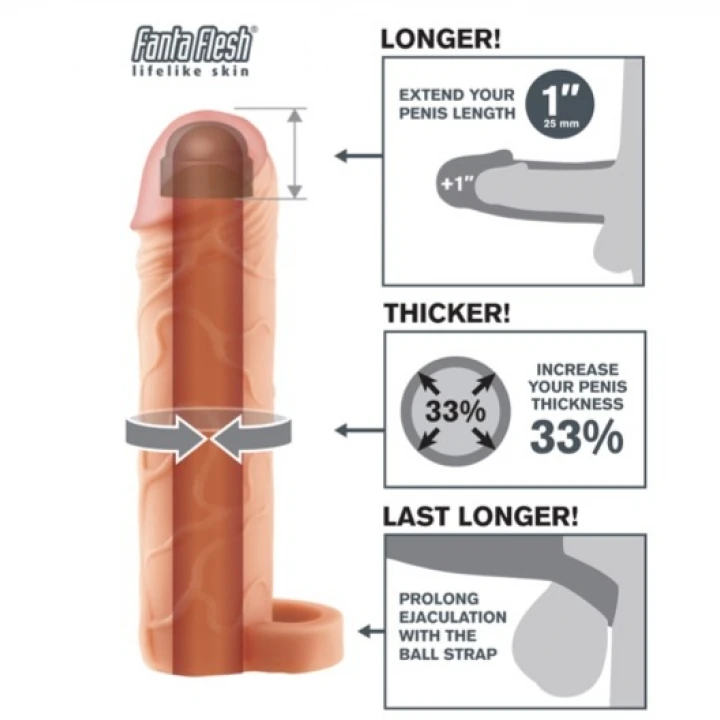 Fanta Flesh®
lifelike skin
LONGER!
EXTEND YOUR
PENIS LENGTH
1"
25 mm
+1"
THICKER!
33%
INCREASE
YOUR PENIS
THICKNESS
33%
LAST LONGER!
PROLONG
EJACULATION
WITH THE
BALL STRAP